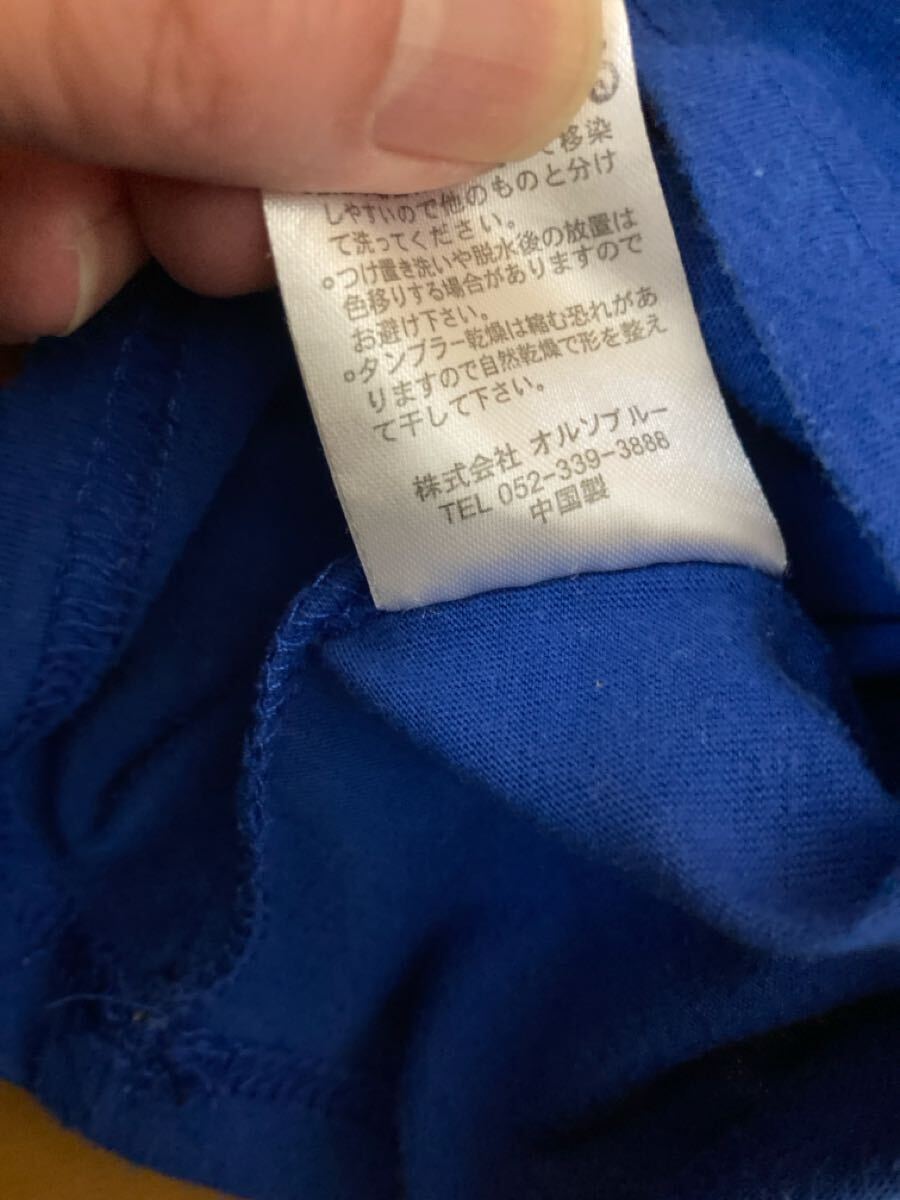 て移染
しやすいので他のものと分け
て洗ってください。
○つけ置き洗いや脱水後の放置は
色移りする場合がありますので
お避け下さい。
○タンブラー乾燥は縮む恐れがあ
りますので自然乾燥で形を整え
て干して下さい。
株式会社 オルソブルー
TEL 052-339-3888
中国製